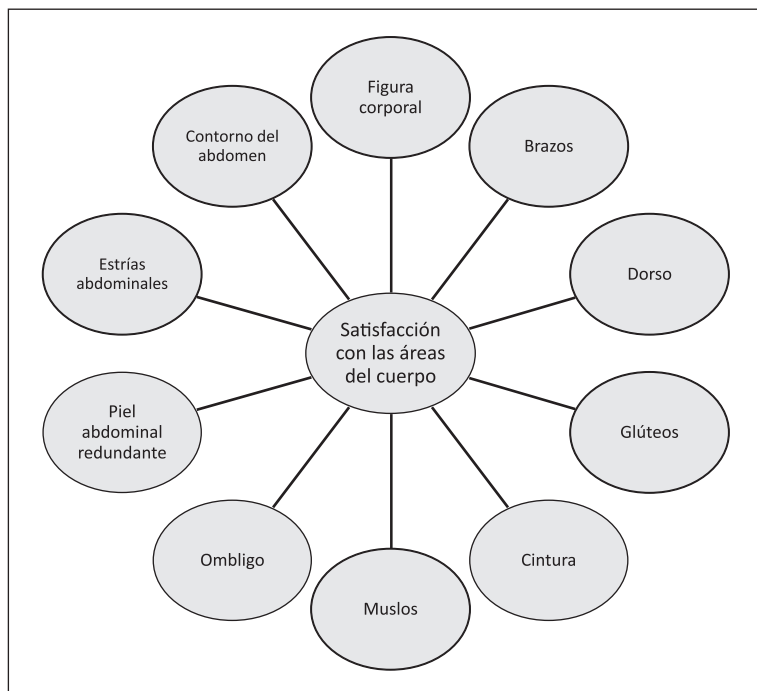 Figura
corporal
Brazos
Dorso
Glúteos
Cintura
Muslos
Ombligo
Piel
abdominal
redundante
Estrías
abdominales
Contorno del
abdomen
Satisfacción
con las áreas
del cuerpo